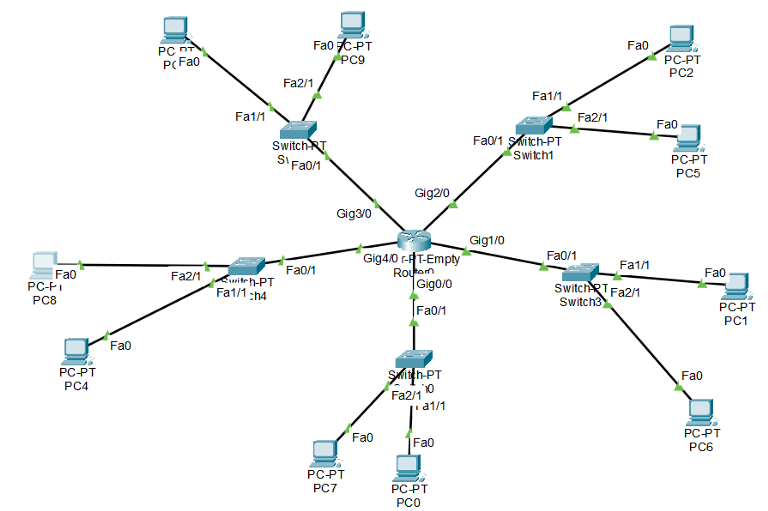 Fa0
PC-PT
PC9
Fa0
Fa2/1
Fa1/1
Switch-PT
Fa0/1
Gig3/0
Fa0
PC-PT
PC2
Fa1/1
Fa2/1
Fa0
PC-PT
PC5
Fa0/1
Switch-PT
Switch1
Gig2/0
Gig1/0
Gig4/0
r-PT-Empty
Router0
Gig0/0
Fa0/1
Fa0/1
Fa1/1
Fa0
Switch-PT
Switch3
Fa2/1
PC-PT
PC1
Fa0
PC-PT
PC6
Fa0
PC8
Fa2/1
Fa0/1
Fa1/1
Fa0
PC-PT
PC4
Switch-PT
Fa2/1
Fa0
PC-PT
PC7
Fa0
PC-PT
PC0